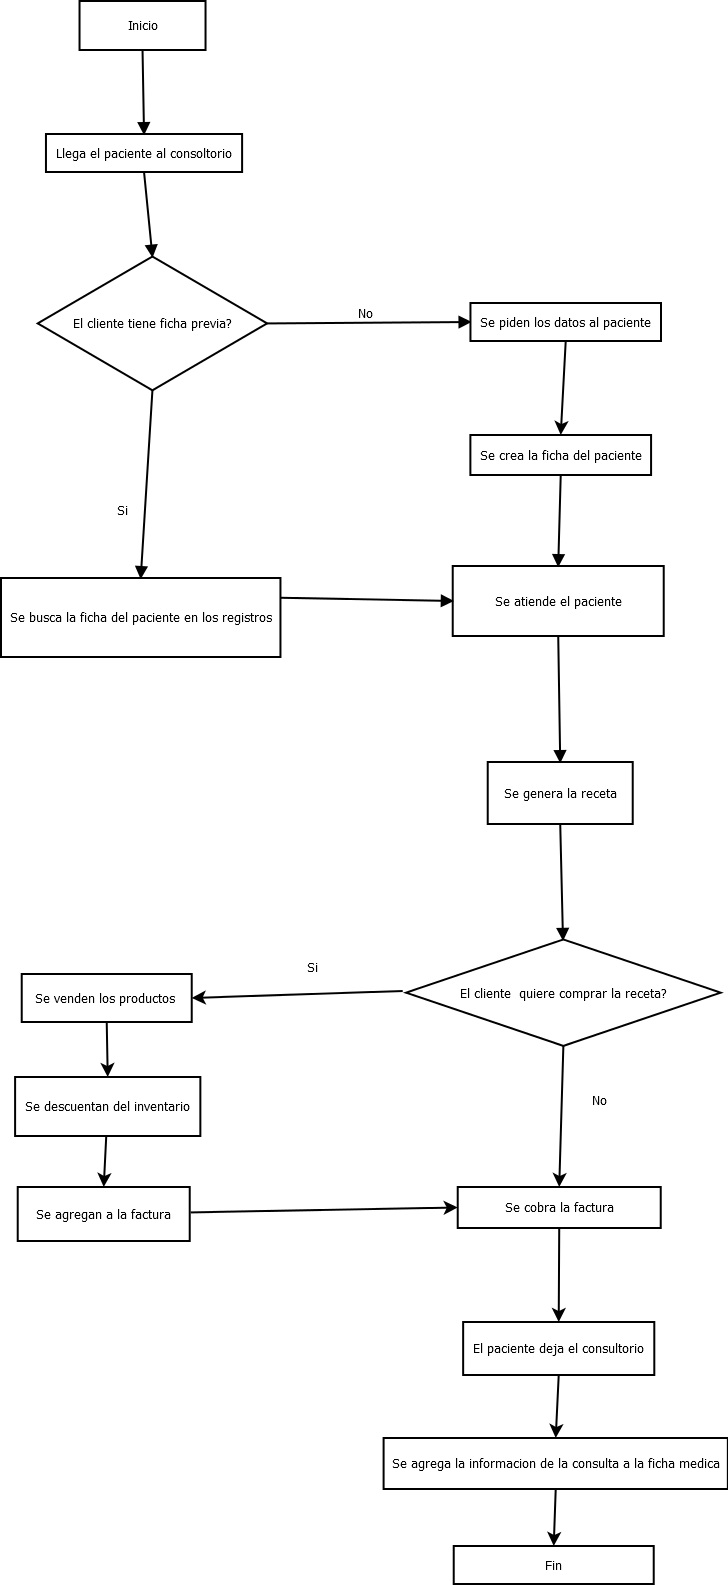 Inicio
Llega el paciente al consoltorio
El cliente tiene ficha previa?
No
Se piden los datos al paciente
Se crea la ficha del paciente
Si
Se busca la ficha del paciente en los registros
Se atiende el paciente
Se genera la receta
El cliente  quiere comprar la receta?
Si
Se venden los productos
Se descuentan del inventario
No
Se agregan a la factura
Se cobra la factura
El paciente deja el consultorio
Se agrega la informacion de la consulta a la ficha medica
Fin